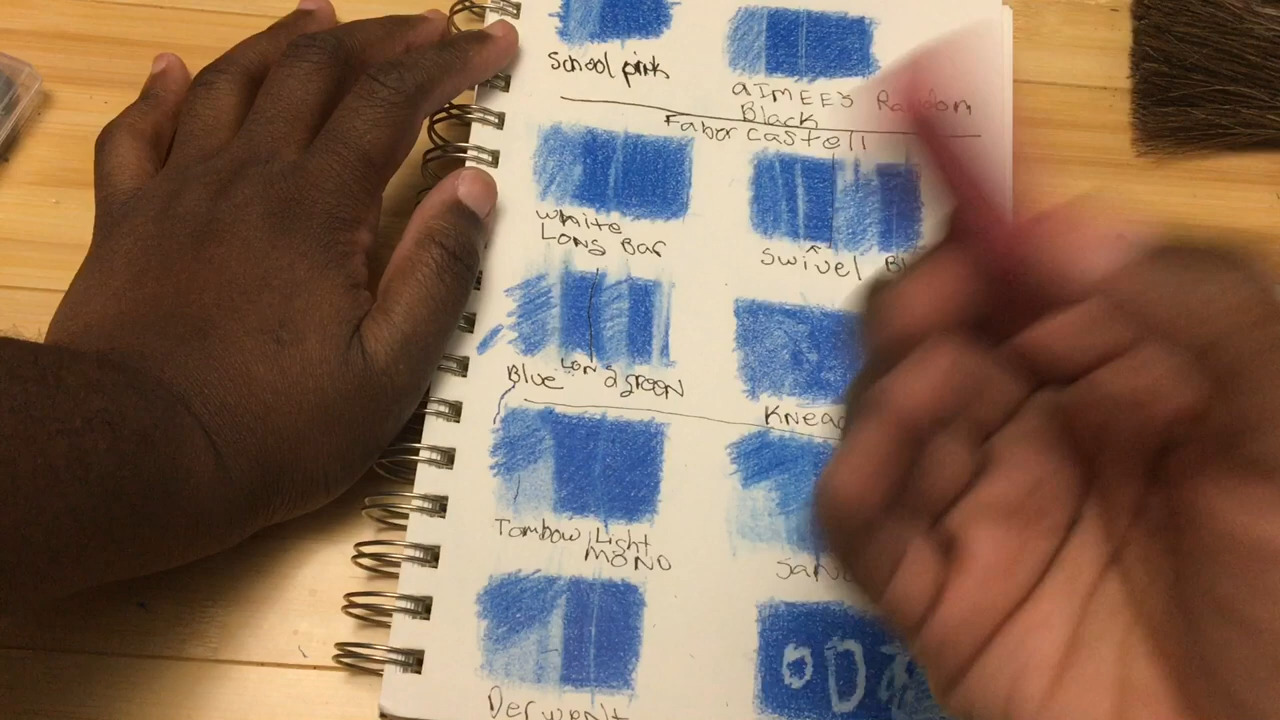 School pink
AIMEE'S Random
Black
Faber Castell
White
Long Bar
Swivel
Blue Long green
Tombow Light
MONO
Derwent